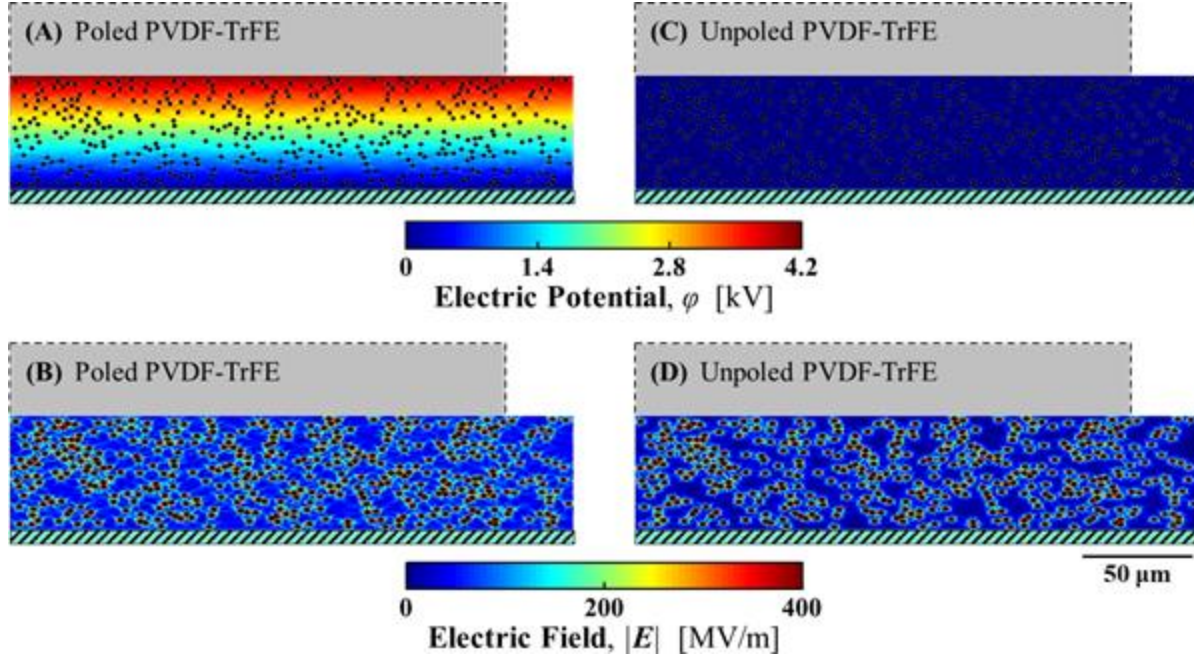 (A) Poled PVDF-TrFE
(C) Unpoled PVDF-TrFE
0 1.4 2.8 4.2
Electric Potential, φ [kV]
(B) Poled PVDF-TrFE
(D) Unpoled PVDF-TrFE
50 μm
0 200 400
Electric Field, |E| [MV/m]